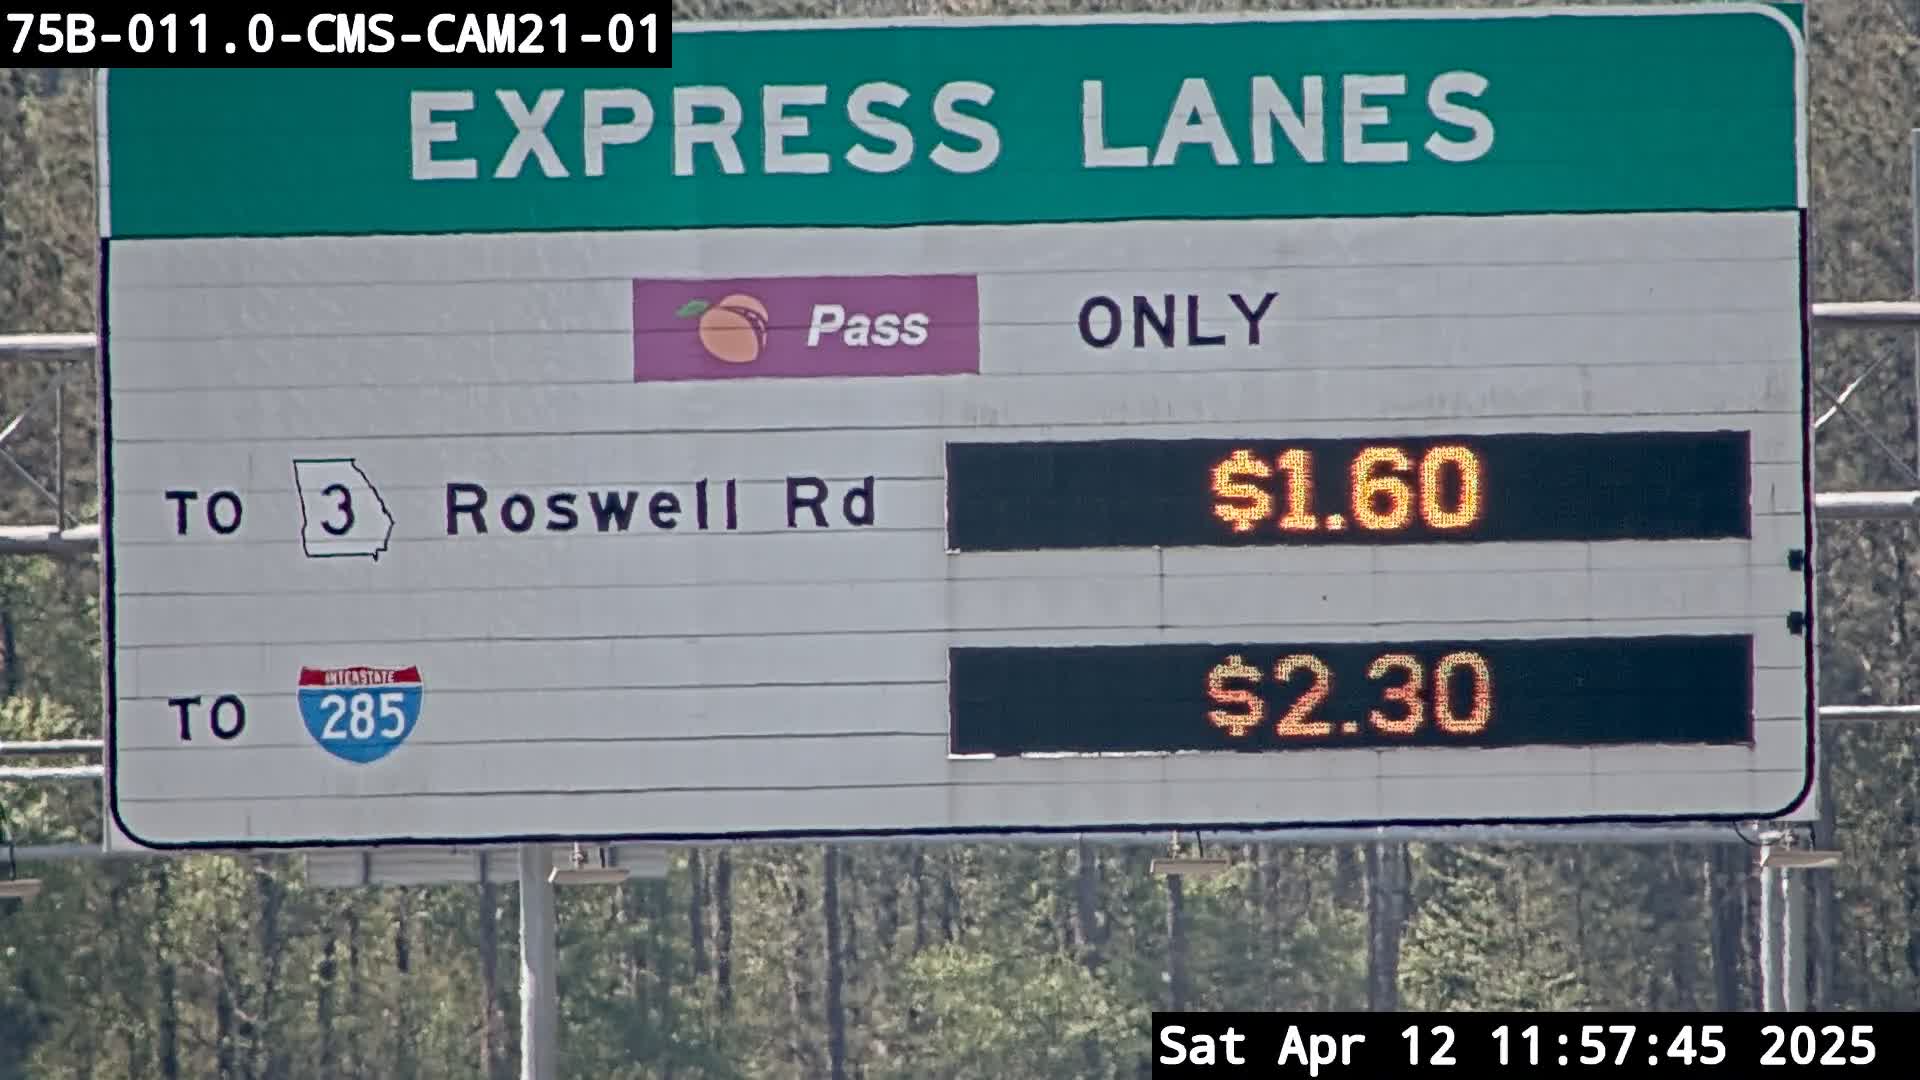 75B-011.0-CMS-CAM21-01
EXPRESS LANES
Pass ONLY
TO 3 Roswell Rd $1.60
TO INTERSTATE 285 $2.30
Sat Apr 12 11:57:45 2025